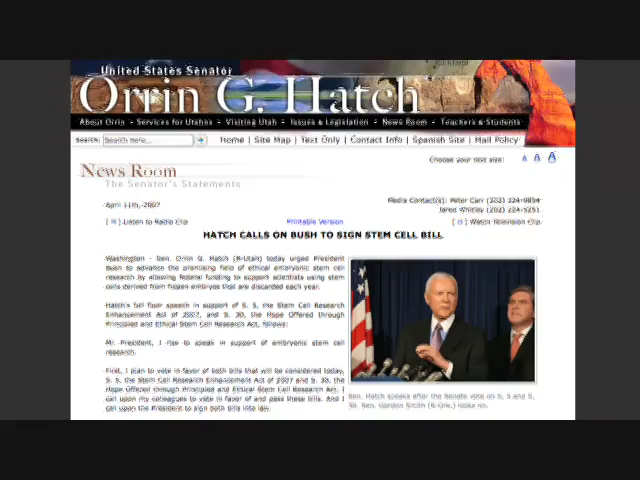 United States Senator
Orrin G. Hatch
About Orrin - Services for Utahns - Visiting Utah - Issues & Legislation - News Room - Teachers & Students
Search: Search Here...
Home | Site Map | Text Only | Contact Info | Spanish Site | Mail Policy
Choose your text size: A A A
News Room
The Senator's Statements
April 11th, 2007
Media Contact(s): Peter Carr (202) 224-9854
Jared Whitley (202) 224-5251
Listen to Radio Clip
Printable Version
Watch Television Clip
HATCH CALLS ON BUSH TO SIGN STEM CELL BILL
Washington - Sen. Orrin G. Hatch (R-Utah) today urged President
Bush to advance the promising field of ethical embryonic stem cell
research by allowing federal funding to support scientists using stem
cells derived from frozen embryos that are discarded each year.
Hatch's full floor speech in support of S. 5, the Stem Cell Research
Enhancement Act of 2007, and S. 30, the Hope Offered through
Principled and Ethical Stem Cell Research Act, follows:
Mr. President, I rise to speak in support of embryonic stem cell
research.
First, I plan to vote in favor of both bills that will be considered today,
S. 5, the Stem Cell Research Enhancement Act of 2007 and S. 30, the
Hope Offered through Principled and Ethical Stem Cell Research Act. I
call upon my colleagues to vote in favor of and pass these bills. And I
call upon the President to sign both bills into law.
Sen. Hatch speaks after the Senate vote on S. 5 and S.
30. Sen. Gordon Smith (R-Ore.) looks on.